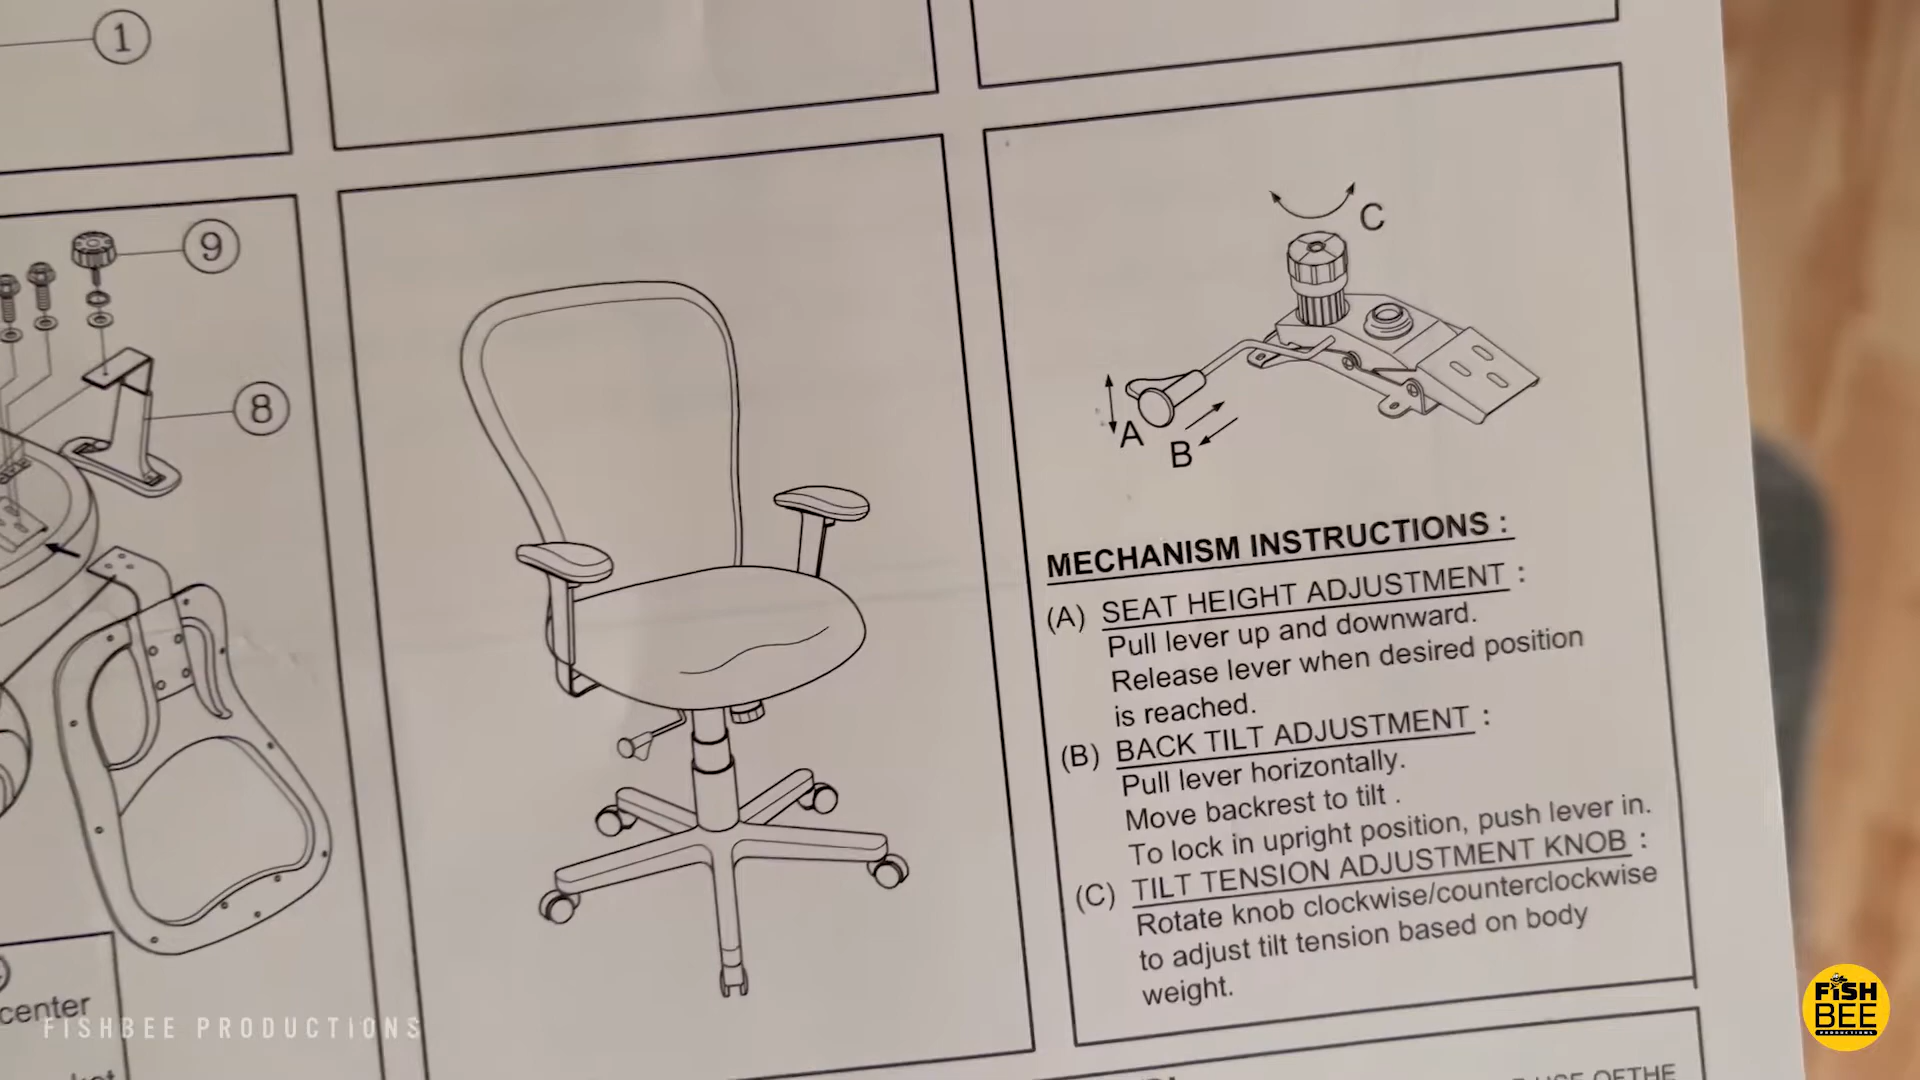 1
9
8
C
A
B
MECHANISM INSTRUCTIONS :
(A) SEAT HEIGHT ADJUSTMENT :
Pull lever up and downward.
Release lever when desired position
is reached.
(B) BACK TILT ADJUSTMENT :
Pull lever horizontally.
Move backrest to tilt .
To lock in upright position, push lever in.
(C) TILT TENSION ADJUSTMENT KNOB :
Rotate knob clockwise/counterclockwise
to adjust tilt tension based on body
weight.
center
FISHBEE PRODUCTIONS
FISH
BEE
PRODUCTIONS
OFTHE